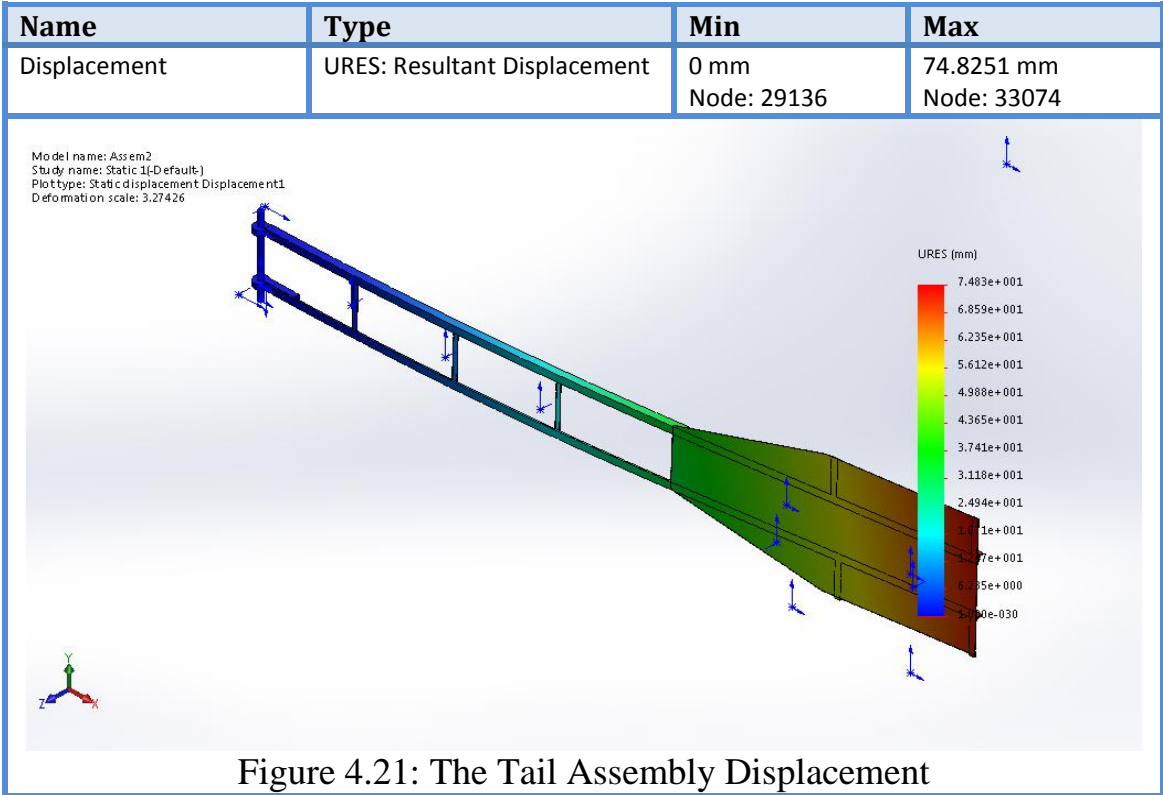 Name Type Min Max
Displacement URES: Resultant Displacement 0 mm 74.8251 mm
Node: 29136 Node: 33074
Model name: Assem2
Study name: Static 1(-Default-)
Plot type: Static displacement Displacement1
Deformation scale: 3.27426
URES (mm)
7.483e+001
6.859e+001
6.235e+001
5.612e+001
4.988e+001
4.365e+001
3.741e+001
3.118e+001
2.494e+001
6.235e+000
Y
Z X
Figure 4.21: The Tail Assembly Displacement